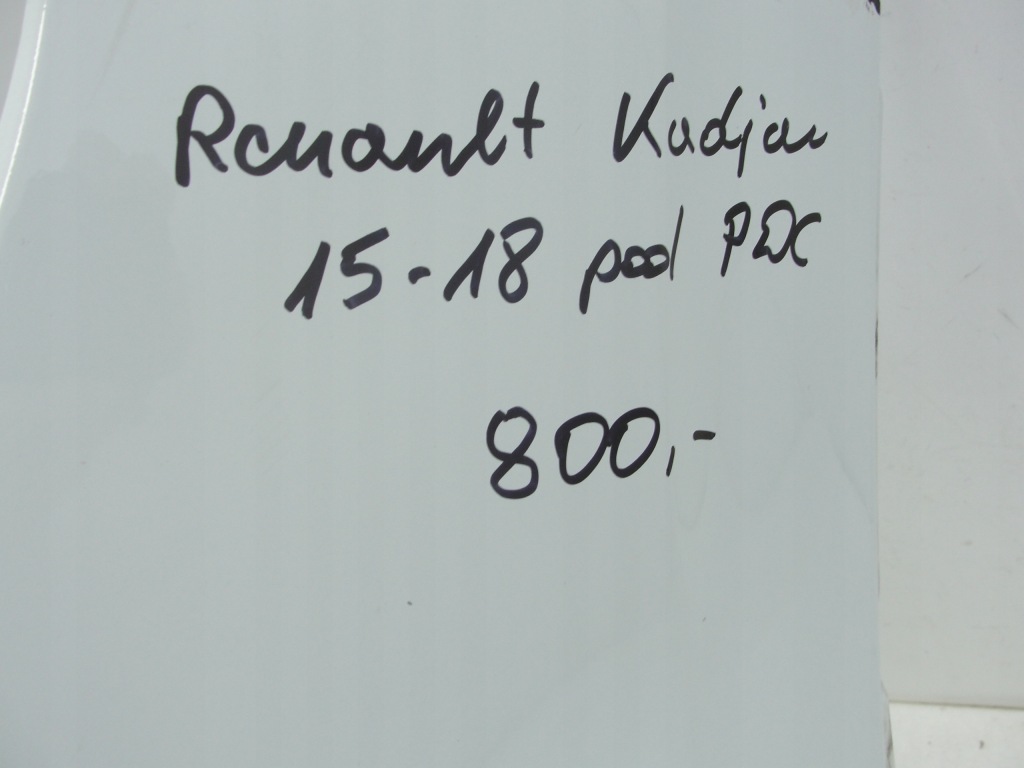 Renault Kadjar
15-18 pod PDC
800,-